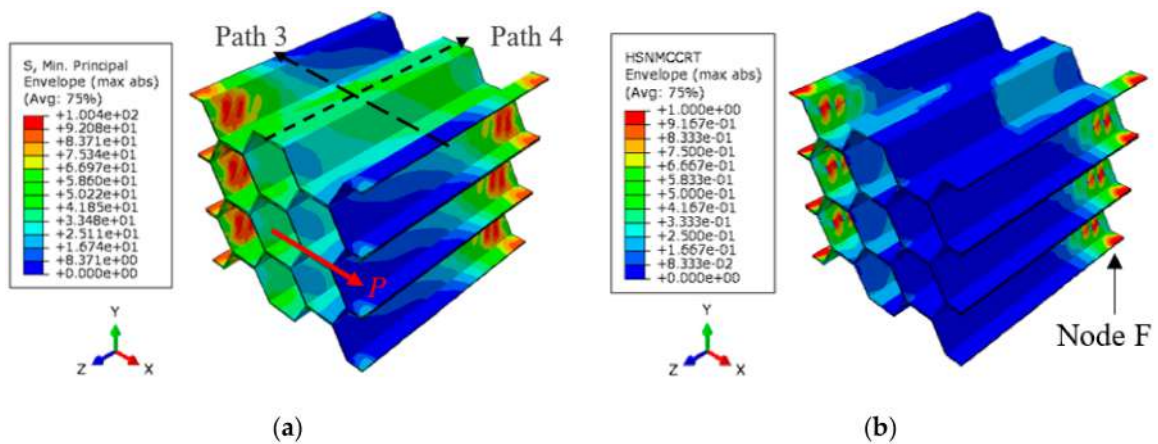 Path 3
Path 4
S, Min. Principal
Envelope (max abs)
(Avg: 75%)
+1.004e+02
+9.208e+01
+8.371e+01
+7.534e+01
+6.697e+01
+5.860e+01
+5.022e+01
+4.185e+01
+3.348e+01
+2.511e+01
+1.674e+01
+8.371e+00
+0.000e+00
P
Y
Z
X
(a)
HSNMCCRT
Envelope (max abs)
(Avg: 75%)
+1.000e+00
+9.167e-01
+8.333e-01
+7.500e-01
+6.667e-01
+5.833e-01
+5.000e-01
+4.167e-01
+3.333e-01
+2.500e-01
+1.667e-01
+8.333e-02
+0.000e+00
Node F
Y
Z
X
(b)